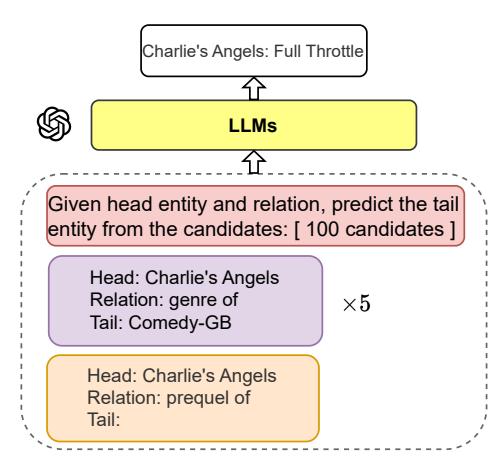 Charlie's Angels: Full Throttle
LLMs
Given head entity and relation, predict the tail
entity from the candidates: [ 100 candidates ]
Head: Charlie's Angels
Relation: genre of
Tail: Comedy-GB
×5
Head: Charlie's Angels
Relation: prequel of
Tail: